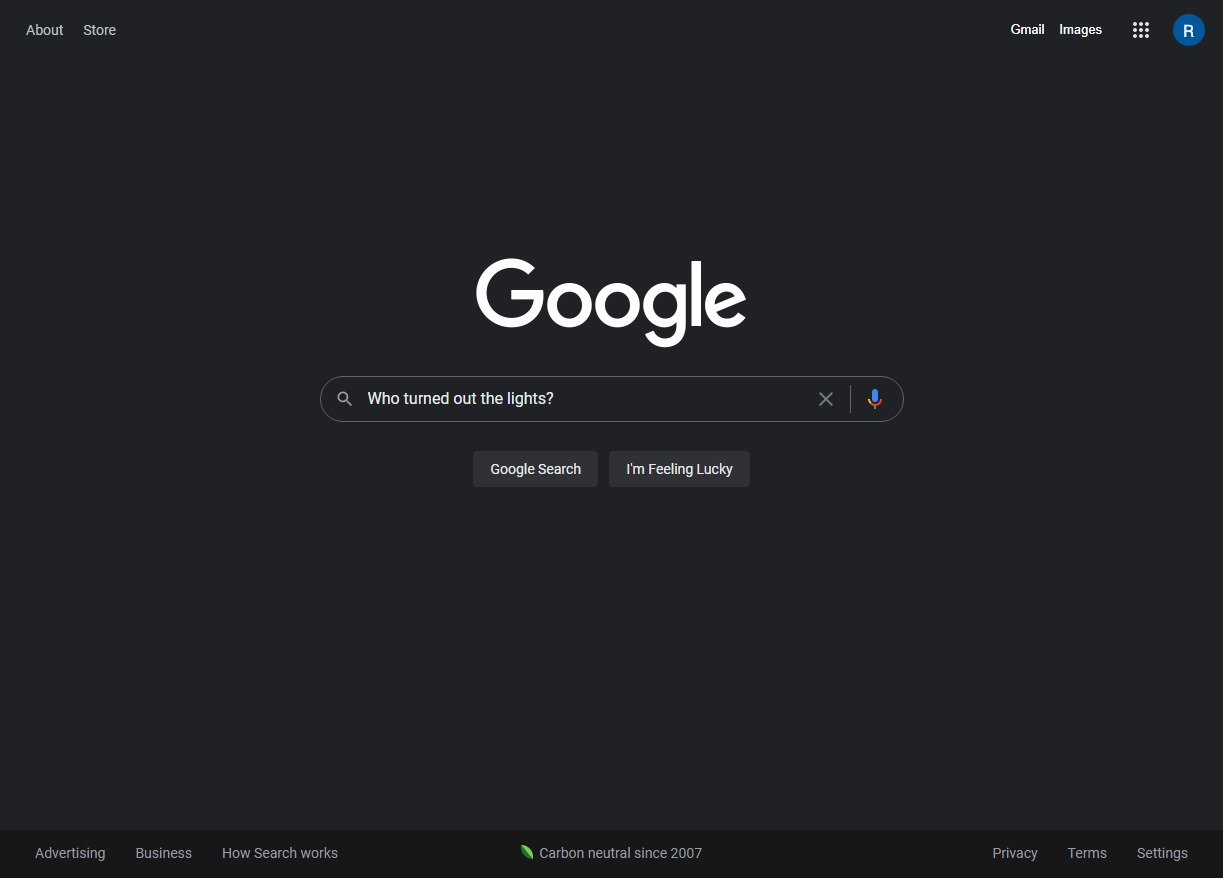 About Store Gmail Images R
Google
Who turned out the lights?
Google Search I'm Feeling Lucky
Advertising Business How Search works Carbon neutral since 2007 Privacy Terms Settings